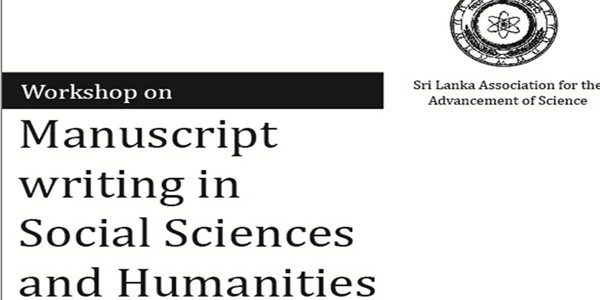 Workshop on
Manuscript
writing in
Social Sciences
and Humanities
Sri Lanka Association for the
Advancement of Science